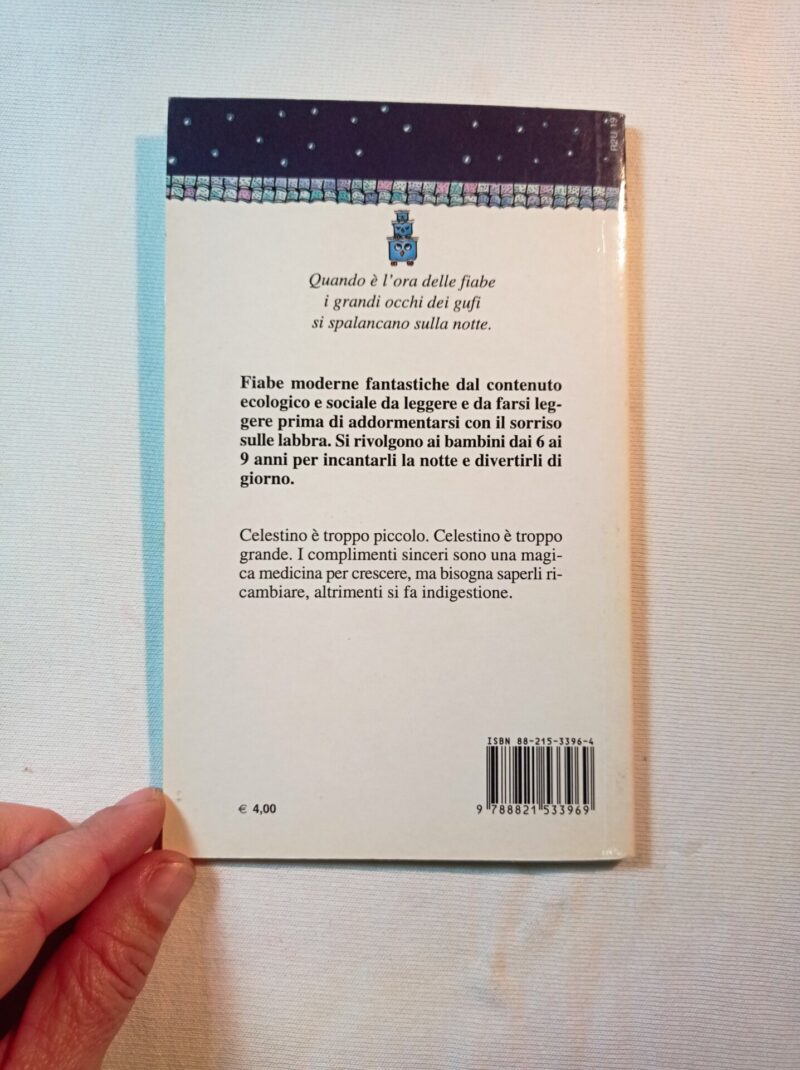 R2U 19
Quando è l'ora delle fiabe
i grandi occhi dei gufi
si spalancano sulla notte.
Fiabe moderne fantastiche dal contenuto
ecologico e sociale da leggere e da farsi leg-
gere prima di addormentarsi con il sorriso
sulle labbra. Si rivolgono ai bambini dai 6 ai
9 anni per incantarli la notte e divertirli di
giorno.
Celestino è troppo piccolo. Celestino è troppo
grande. I complimenti sinceri sono una magi-
ca medicina per crescere, ma bisogna saperli ri-
cambiare, altrimenti si fa indigestione.
ISBN 88-215-3396-4
€ 4,00
9 788821 533969